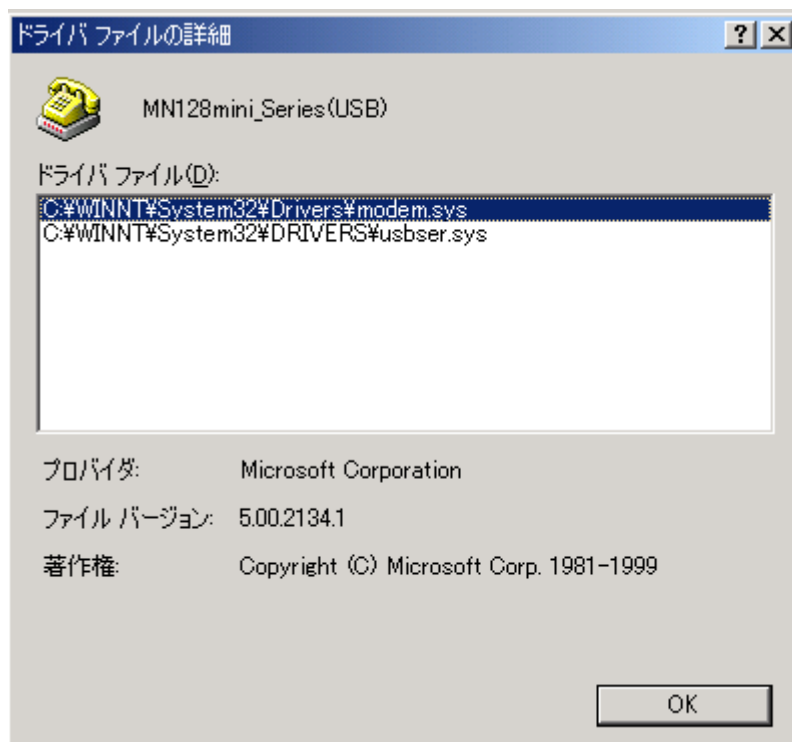 ドライバ ファイルの詳細
MN128mini_Series(USB)
ドライバ ファイル(D):
C:¥WINNT¥System32¥Drivers¥modem.sys
C:¥WINNT¥System32¥DRIVERS¥usbser.sys
プロバイダ: Microsoft Corporation
ファイル バージョン: 5.00.2134.1
著作権: Copyright (C) Microsoft Corp. 1981-1999
OK